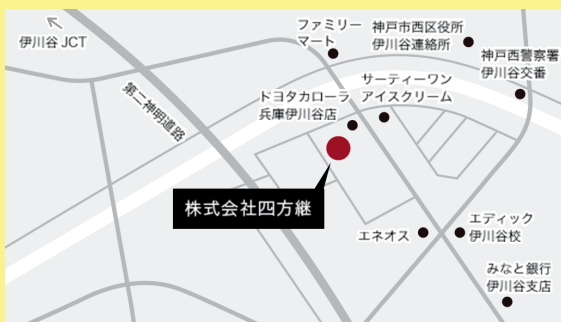 伊川谷 JCT
第二神明道路
ファミリー
マート
神戸市西区役所
伊川谷連絡所
神戸西警察署
伊川谷交番
サーティーワン
アイスクリーム
トヨタカローラ
兵庫伊川谷店
株式会社四方継
エネオス
エディック
伊川谷校
みなと銀行
伊川谷支店